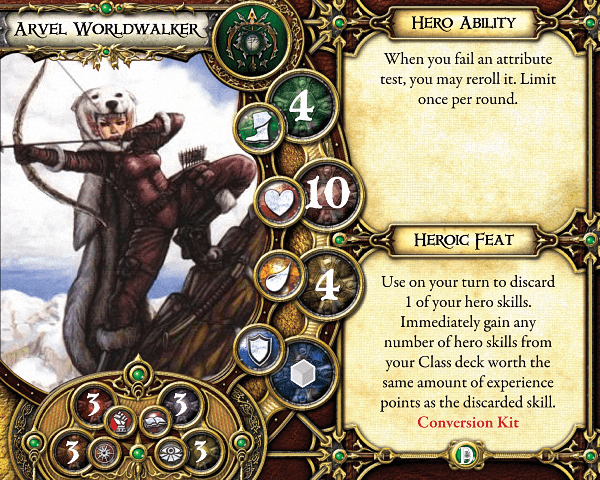 Arvel Worldwalker
4
10
4
3
3
3
3
Hero Ability
When you fail an attribute
test, you may reroll it. Limit
once per round.
Heroic Feat
Use on your turn to discard
1 of your hero skills.
Immediately gain any
number of hero skills from
your Class deck worth the
same amount of experience
points as the discarded skill.
Conversion Kit
D